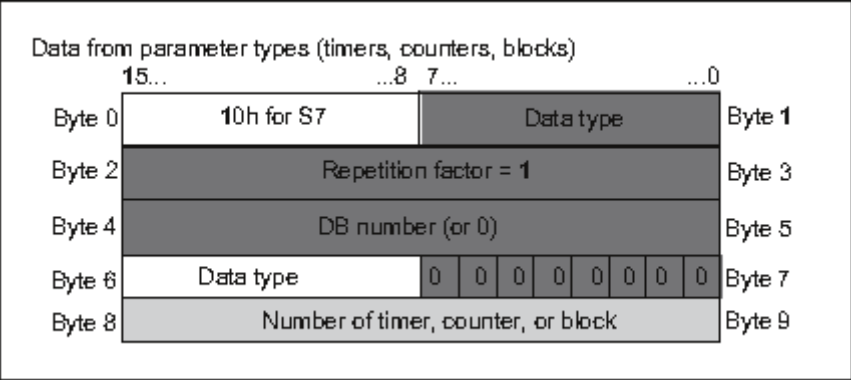 Data from parameter types (timers, counters, blocks)
15... ...8 7... ...0
Byte 0 10h for S7 Data type Byte 1
Byte 2 Repetition factor = 1 Byte 3
Byte 4 DB number (or 0) Byte 5
Byte 6 Data type 0 0 0 0 0 0 0 0 Byte 7
Byte 8 Number of timer, counter, or block Byte 9